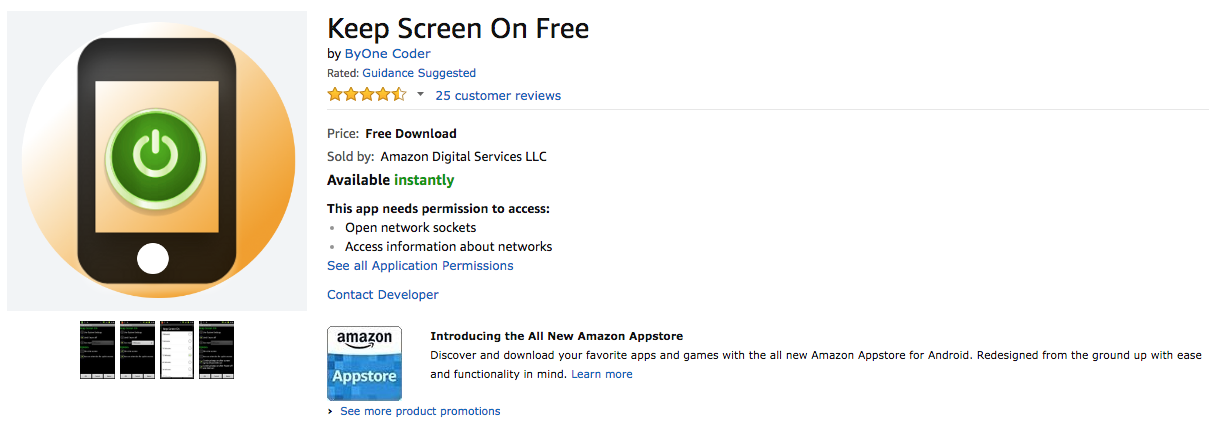 Keep Screen On Free
by ByOne Coder
Rated: Guidance Suggested
25 customer reviews
Price: Free Download
Sold by: Amazon Digital Services LLC
Available instantly
This app needs permission to access:
Open network sockets
Access information about networks
See all Application Permissions
Contact Developer
amazon
Appstore
Introducing the All New Amazon Appstore
Discover and download your favorite apps and games with the all new Amazon Appstore for Android. Redesigned from the ground up with ease
and functionality in mind. Learn more
› See more product promotions